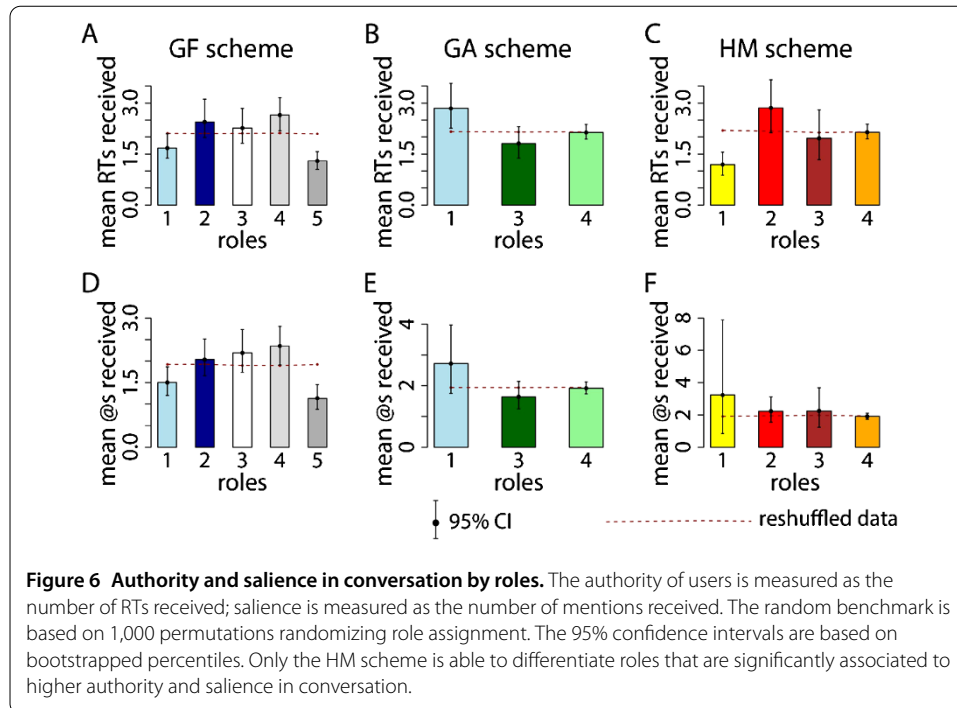 A
GF scheme
B
GA scheme
C
HM scheme
mean RTs received
0.0 1.5 3.0
1 2 3 4 5
roles
mean RTs received
0.0 1.5 3.0
1 3 4
roles
mean RTs received
0.0 1.5 3.0
1 2 3 4
roles
D
mean @s received
0.0 1.5 3.0
1 2 3 4 5
roles
E
mean @s received
0 2 4
1 3 4
roles
F
mean @s received
0 2 4 6 8
1 2 3 4
roles
95% CI
reshuffled data
Figure 6 Authority and salience in conversation by roles. The authority of users is measured as the
number of RTs received; salience is measured as the number of mentions received. The random benchmark is
based on 1,000 permutations randomizing role assignment. The 95% confidence intervals are based on
bootstrapped percentiles. Only the HM scheme is able to differentiate roles that are significantly associated to
higher authority and salience in conversation.